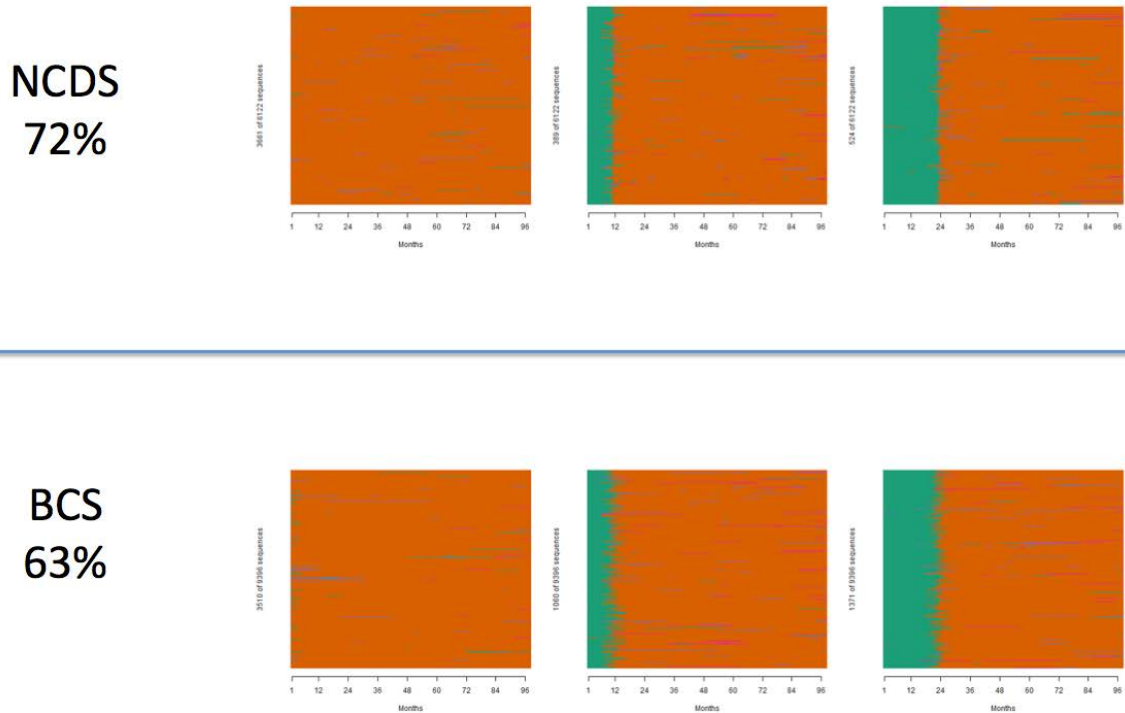 NCDS
72%
3661 of 6122 sequences
1 12 24 36 48 60 72 84 96
Months
389 of 6122 sequences
1 12 24 36 48 60 72 84 96
Months
524 of 6122 sequences
1 12 24 36 48 60 72 84 96
Months
BCS
63%
3510 of 9396 sequences
1 12 24 36 48 60 72 84 96
Months
1060 of 9396 sequences
1 12 24 36 48 60 72 84 96
Months
1371 of 9396 sequences
1 12 24 36 48 60 72 84 96
Months